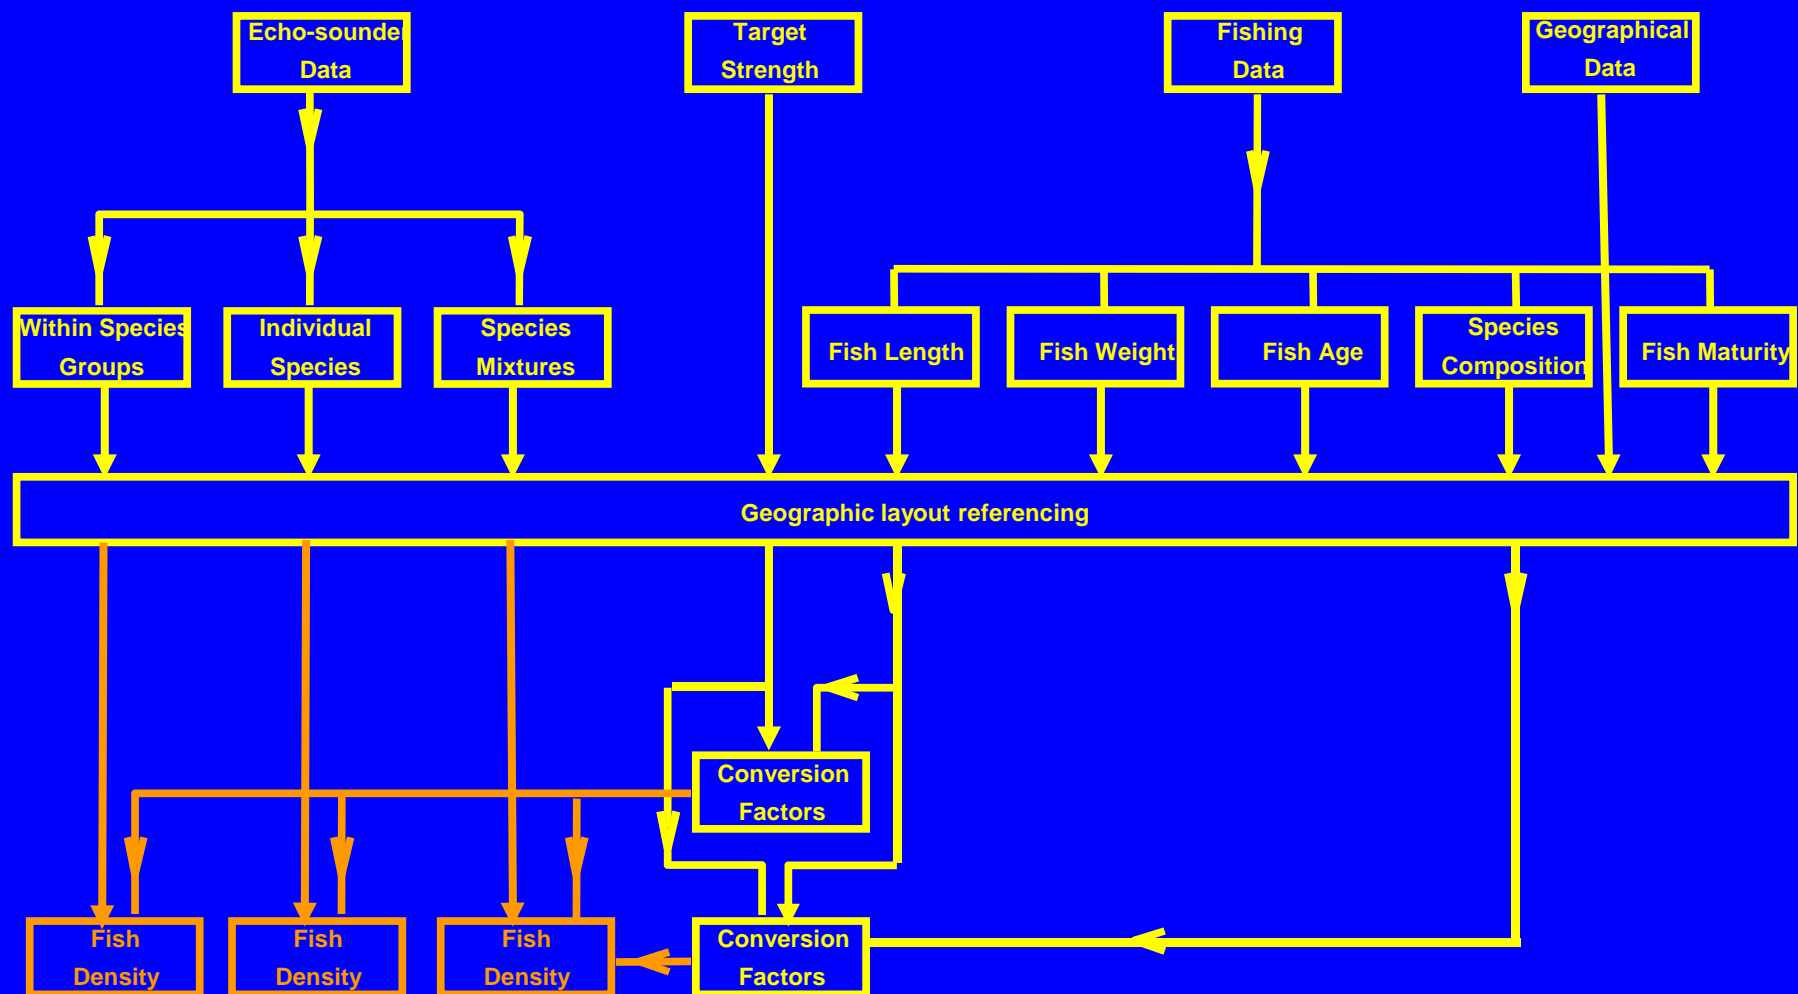 Echo-sounder
Data
Target
Strength
Fishing
Data
Geographical
Data
Within Species
Groups
Individual
Species
Species
Mixtures
Fish Length
Fish Weight
Fish Age
Species
Composition
Fish Maturity
Geographic layout referencing
Conversion
Factors
Fish
Density
Fish
Density
Fish
Density
Conversion
Factors